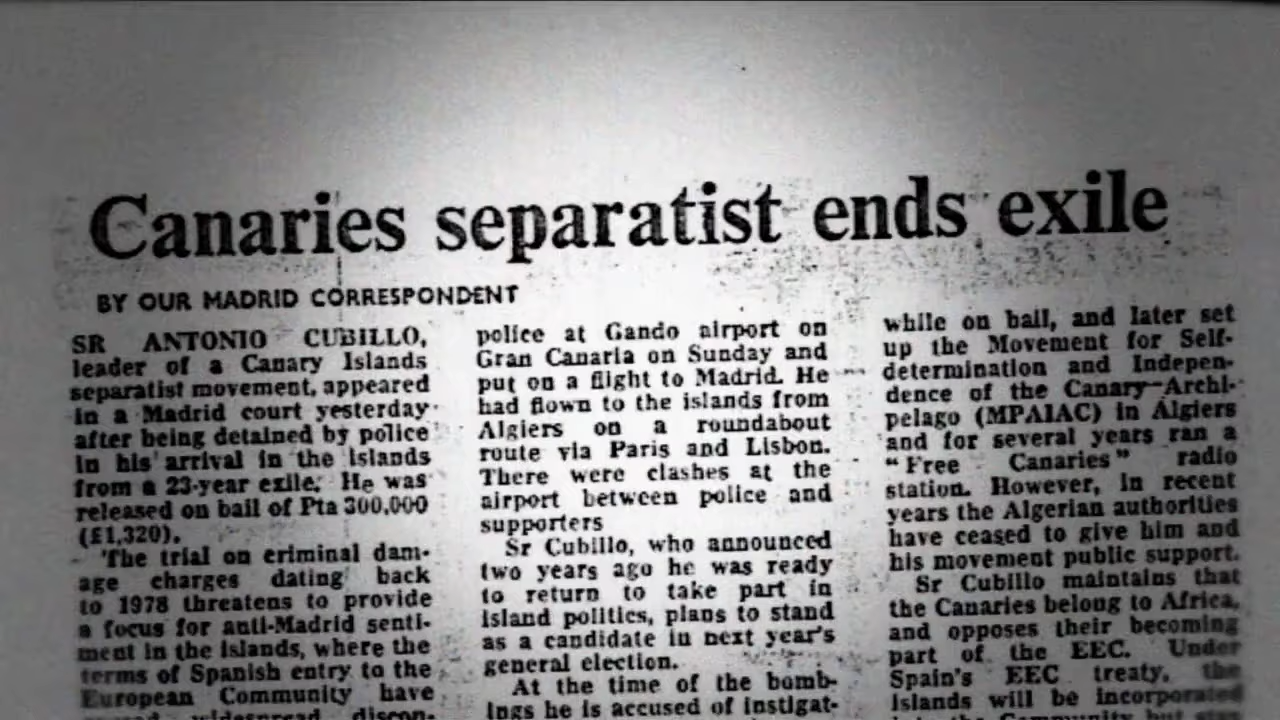 Canaries separatist ends exile
BY OUR MADRID CORRESPONDENT
SR ANTONIO CUBILLO,
leader of a Canary Islands
separatist movement, appeared
in a Madrid court yesterday
after being detained by police
in his arrival in the islands
from a 23-year exile. He was
released on bail of Pta 300,000
(£1,320).
The trial on criminal dam-
age charges dating back
to 1978 threatens to provide
a focus for anti-Madrid senti-
ment in the islands, where the
terms of Spanish entry to the
European Community have
widespread discon-
police at Gando airport on
Gran Canaria on Sunday and
put on a flight to Madrid. He
had flown to the islands from
Algiers on a roundabout
route via Paris and Lisbon.
There were clashes at the
airport between police and
supporters
Sr Cubillo, who announced
two years ago he was ready
to return to take part in
island politics, plans to stand
as a candidate in next year's
general election.
At the time of the bomb-
ings he is accused of instigat-
while on bail, and later set
up the Movement for Self-
determination and Indepen-
dence of the Canary Archi-
pelago (MPAIAC) in Algiers
and for several years ran a
"Free Canaries" radio
station. However, in recent
years the Algerian authorities
have ceased to give him and
his movement public support.
Sr Cubillo maintains that
the Canaries belong to Africa,
and opposes their becoming
part of the EEC. Under
Spain's EEC treaty, the
islands will be incorporated
into the Community but